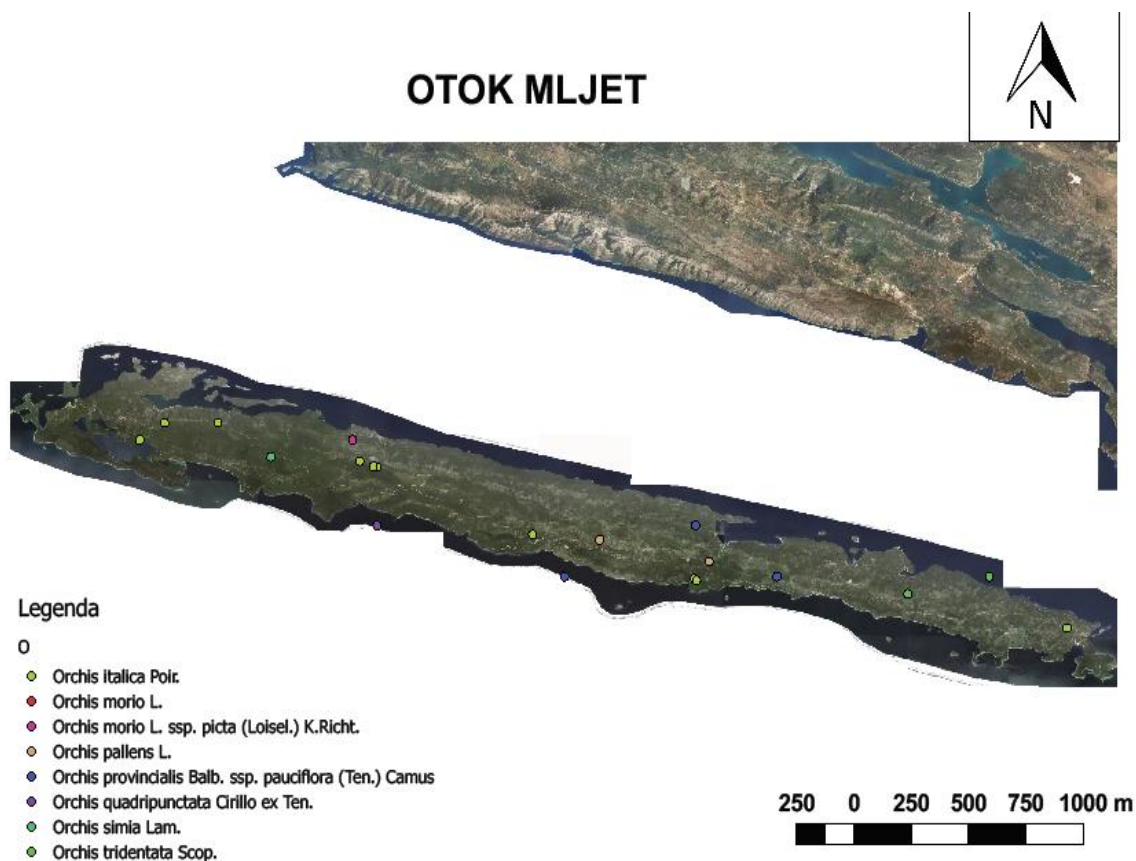 OTOK MLJET
N
Legenda
O
Orchis italica Poir.
Orchis morio L.
Orchis morio L. ssp. picta (Loisel.) K.Richt.
Orchis pallens L.
Orchis provincialis Balb. ssp. pauciflora (Ten.) Camus
Orchis quadripunctata Cirillo ex Ten.
Orchis simia Lam.
Orchis tridentata Scop.
250 0 250 500 750 1000 m